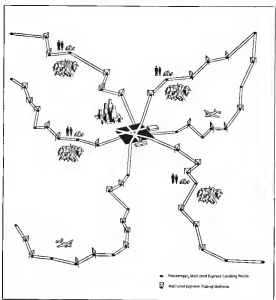 Passenger, Mail and Express Landing Fields
Mail and Express Pick-up Stations